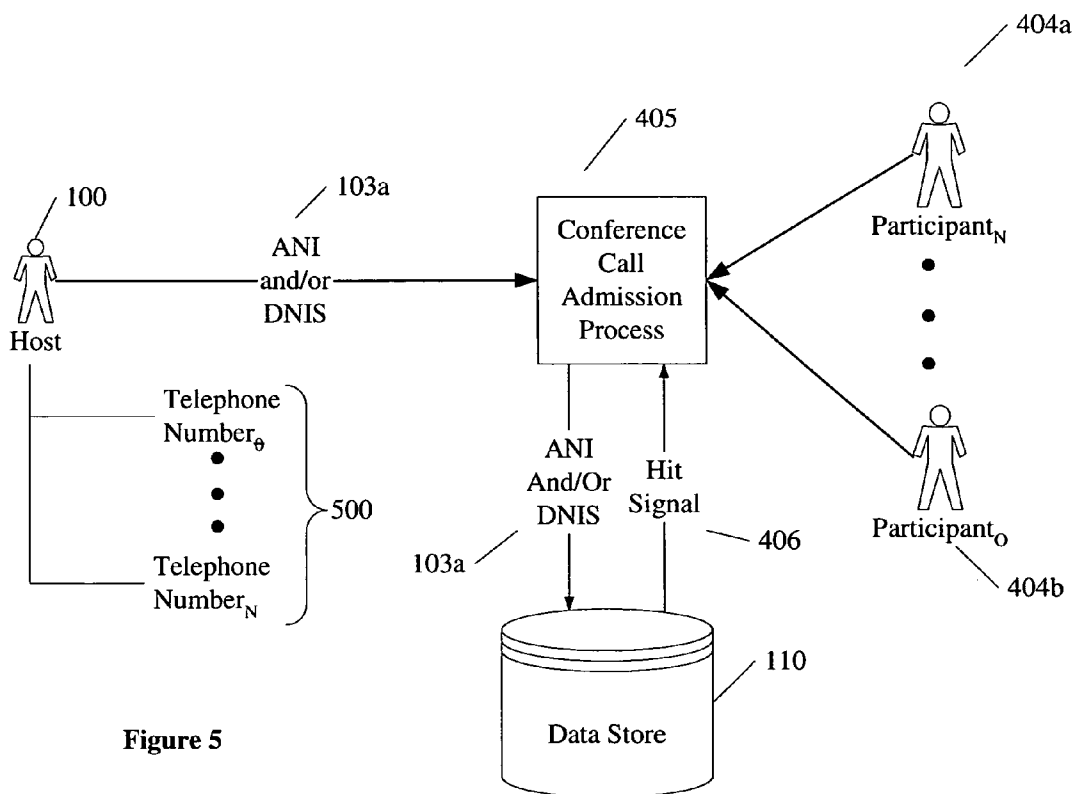 404a
405
100
103a
ANI
and/or
DNIS
Host
Conference
Call
Admission
Process
Participant_N
Telephone
Number_θ
500
Telephone
Number_N
ANI
And/Or
DNIS
103a
Hit
Signal
406
Participant_O
404b
110
Data Store
Figure 5